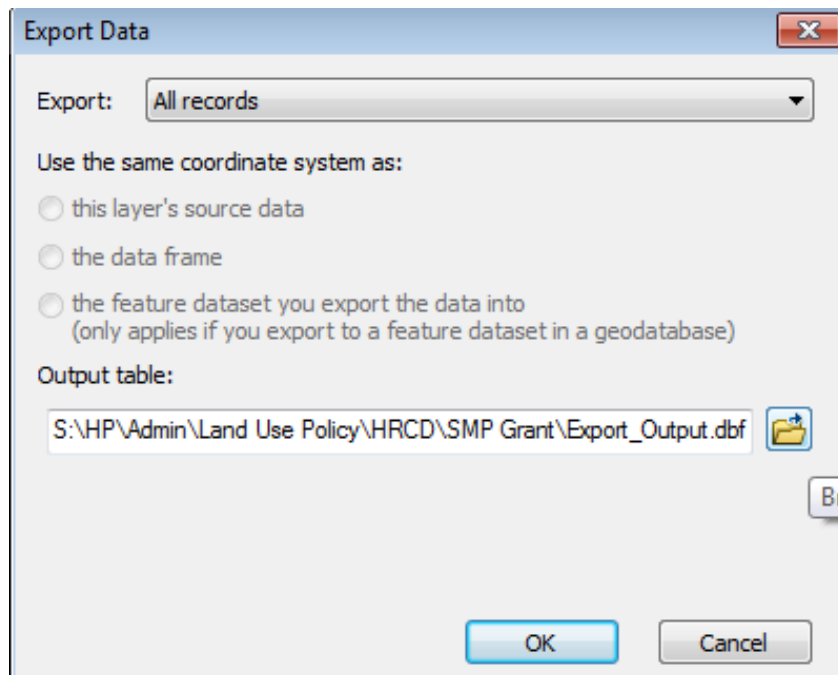 Export Data
Export: All records
Use the same coordinate system as:
this layer's source data
the data frame
the feature dataset you export the data into
(only applies if you export to a feature dataset in a geodatabase)
Output table:
S:\HP\Admin\Land Use Policy\HRCD\SMP Grant\Export_Output.dbf
OK Cancel